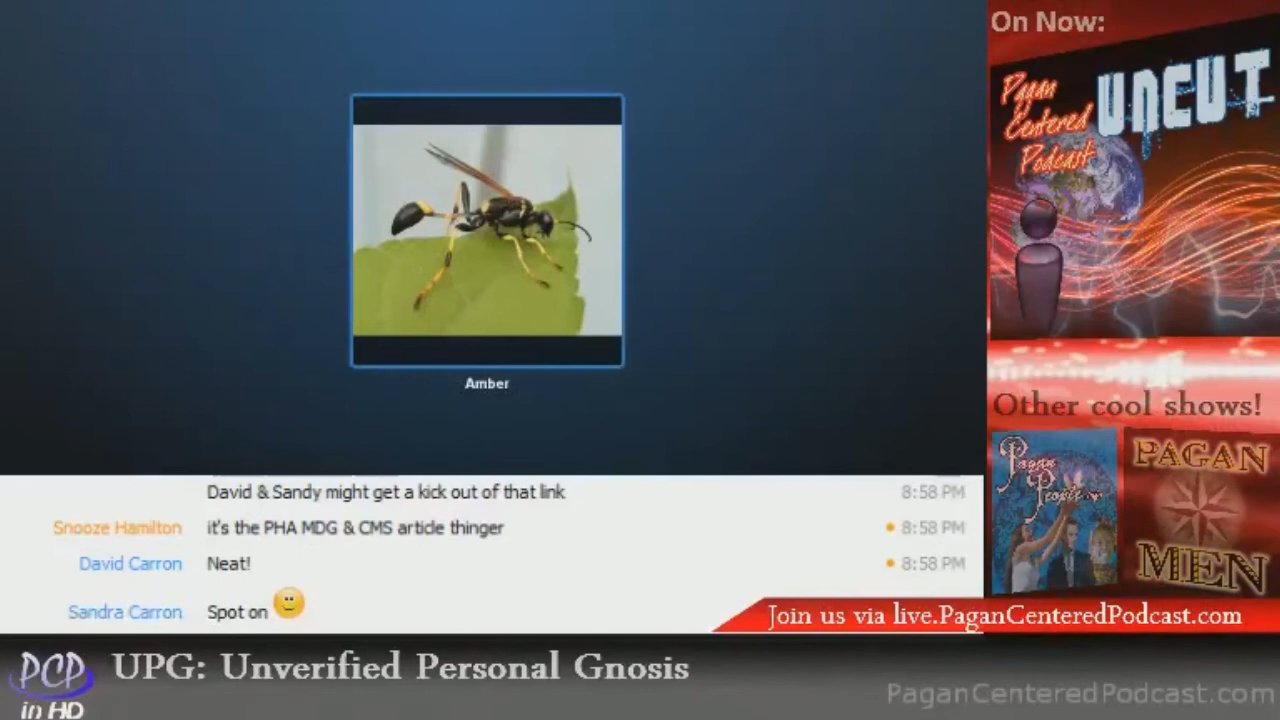 On Now:
Pagan
Centered
Podcast
UNCUT
Amber
Other cool shows!
David & Sandy might get a kick out of that link
8:58 PM
Snooze Hamilton
it's the PHA MDG & CMS article thinger
8:58 PM
David Carron
Neat!
8:58 PM
Sandra Carron
Spot on
Pagan
People
PAGAN
MEN
Join us via live.PaganCenteredPodcast.com
PCP
in HD
UPG: Unverified Personal Gnosis
PaganCenteredPodcast.com